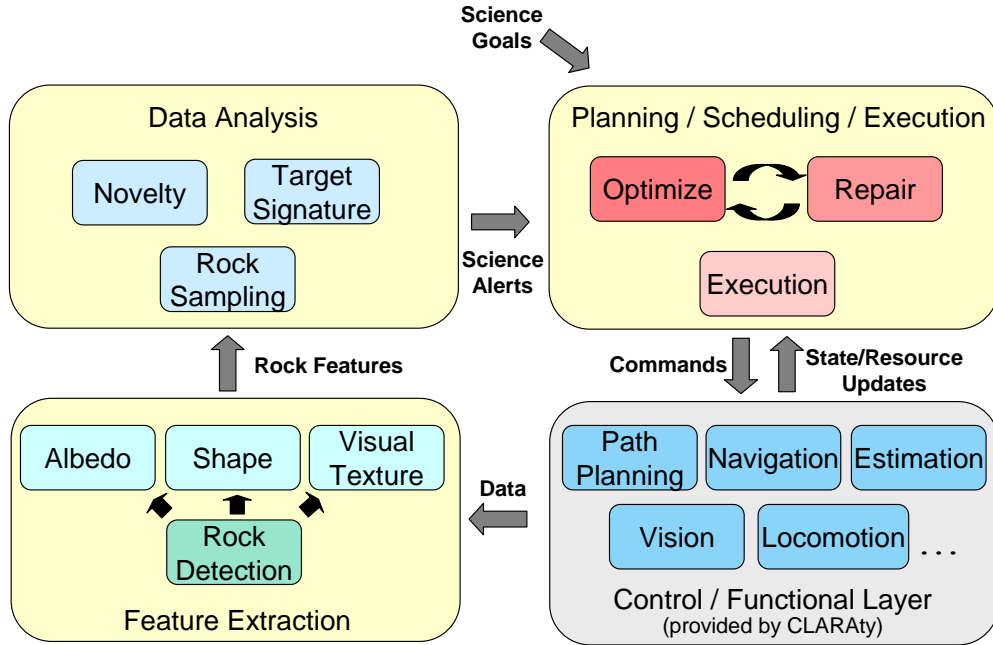 Science
Goals
Data Analysis
Novelty
Target
Signature
Rock
Sampling
Science
Alerts
Planning / Scheduling / Execution
Optimize
Repair
Execution
Rock Features
Commands
State/Resource
Updates
Albedo
Shape
Visual
Texture
Rock
Detection
Feature Extraction
Data
Path
Planning
Navigation
Estimation
Vision
Locomotion
...
Control / Functional Layer
(provided by CLARAty)